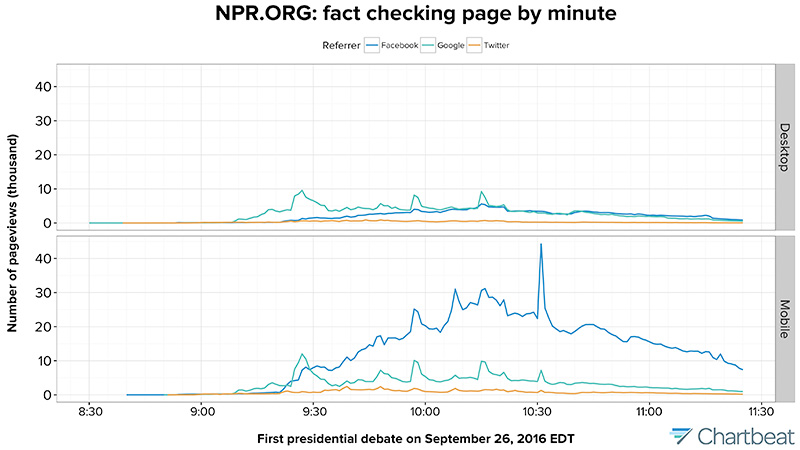 NPR.ORG: fact checking page by minute
Referrer Facebook Google Twitter
Number of pageviews (thousand)
40
30
20
10
0
Desktop
40
30
20
10
0
Mobile
8:30 9:00 9:30 10:00 10:30 11:00 11:30
First presidential debate on September 26, 2016 EDT
Chartbeat